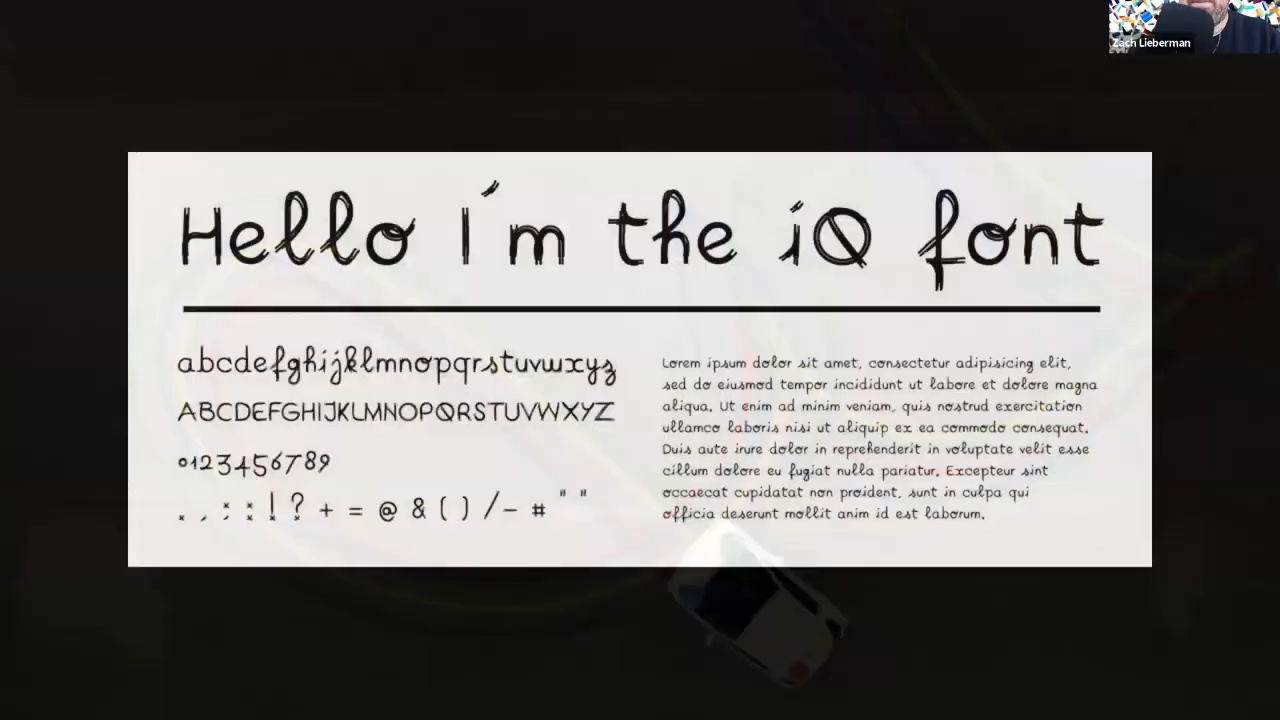 Zach Lieberman
Hello I´m the iQ font
abcdefghijklmnopqrstuvwxyz
ABCDEFGHIJKLMNOPQRSTUVWXYZ
0123456789
. , ; : ! ? + = @ & ( ) / - # " "
Lorem ipsum dolor sit amet, consectetur adipisicing elit,
sed do eiusmod tempor incididunt ut labore et dolore magna
aliqua. Ut enim ad minim veniam, quis nostrud exercitation
ullamco laboris nisi ut aliquip ex ea commodo consequat.
Duis aute irure dolor in reprehenderit in voluptate velit esse
cillum dolore eu fugiat nulla pariatur. Excepteur sint
occaecat cupidatat non proident, sunt in culpa qui
officia deserunt mollit anim id est laborum.